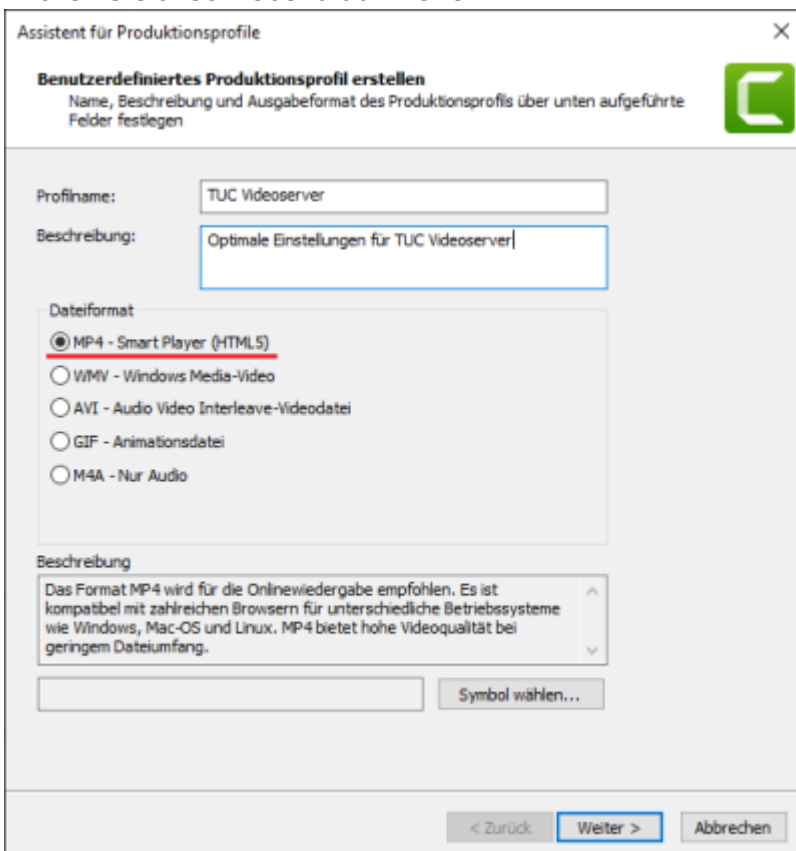 Assistent für Produktionsprofile
Benutzerdefiniertes Produktionsprofil erstellen
Name, Beschreibung und Ausgabeformat des Produktionsprofils über unten aufgeführte
Felder festlegen
Profilname:
TUC Videoserver
Beschreibung:
Optimale Einstellungen für TUC Videoserver
Dateiformat
MP4 - Smart Player (HTML5)
WMV - Windows Media-Video
AVI - Audio Video Interleave-Videodatei
GIF - Animationsdatei
M4A - Nur Audio
Beschreibung
Das Format MP4 wird für die Onlinewiedergabe empfohlen. Es ist
kompatibel mit zahlreichen Browsern für unterschiedliche Betriebssysteme
wie Windows, Mac-OS und Linux. MP4 bietet hohe Videoqualität bei
geringem Dateiumfang.
Symbol wählen...
< Zurück
Weiter >
Abbrechen